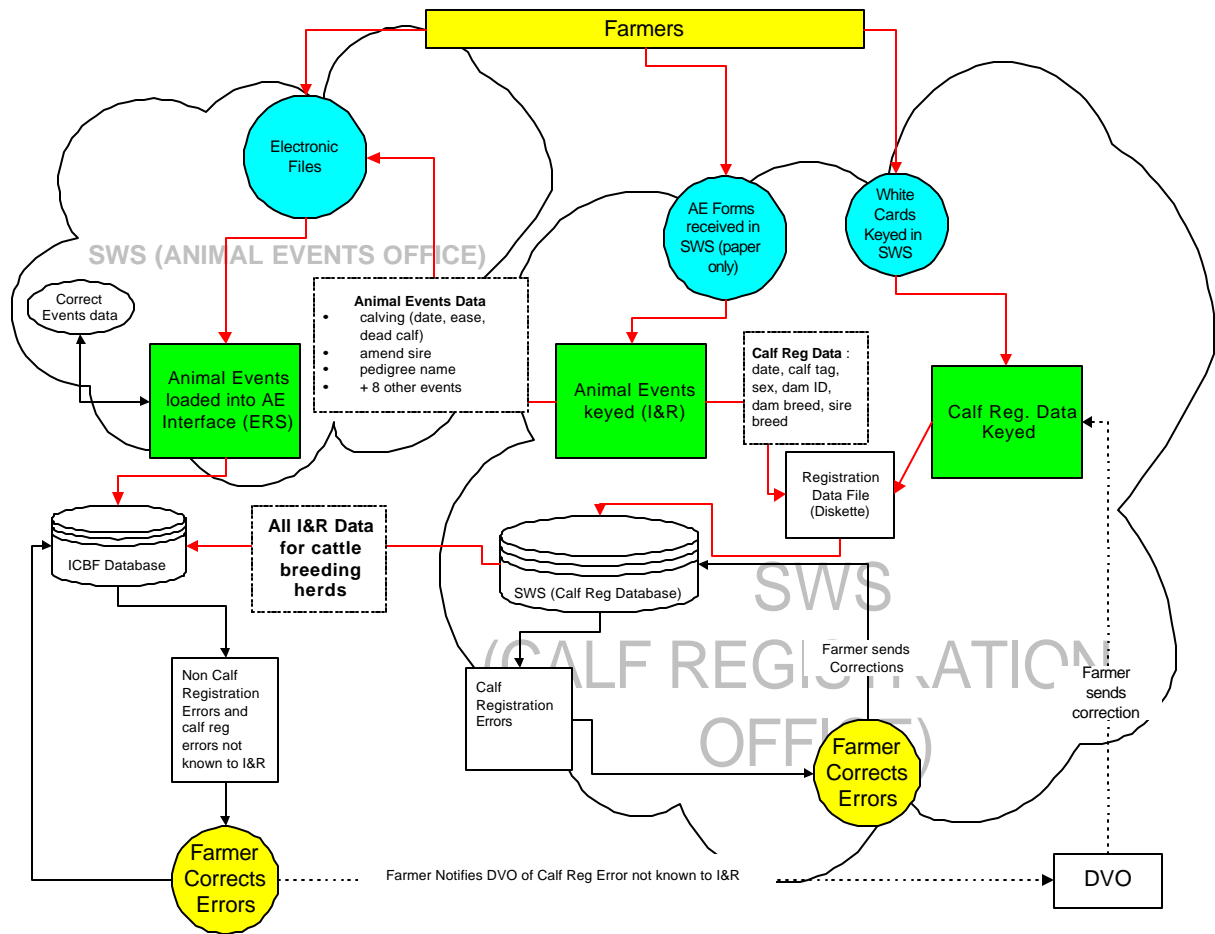 Farmers
Electronic
Files
AE Forms
received in
SWS (paper
only)
White
Cards
Keyed in
SWS
SWS (ANIMAL EVENTS OFFICE)
Correct
Events data
Animal Events Data
• calving (date, ease,
dead calf)
• amend sire
• pedigree name
• + 8 other events
Calf Reg Data :
date, calf tag,
sex, dam ID,
dam breed, sire
breed
Animal Events
loaded into AE
Interface (ERS)
Animal Events
keyed (I&R)
Calf Reg. Data
Keyed
Registration
Data File
(Diskette)
ICBF Database
All I&R Data
for cattle
breeding
herds
SWS (Calf Reg Database)
SWS
(CALF REGISTRATION
OFFICE)
Farmer sends
Corrections
Farmer
sends
correction
Non Calf
Registration
Errors and
calf reg
errors not
known to I&R
Calf
Registration
Errors
Farmer
Corrects
Errors
Farmer
Corrects
Errors
Farmer Notifies DVO of Calf Reg Error not known to I&R
DVO